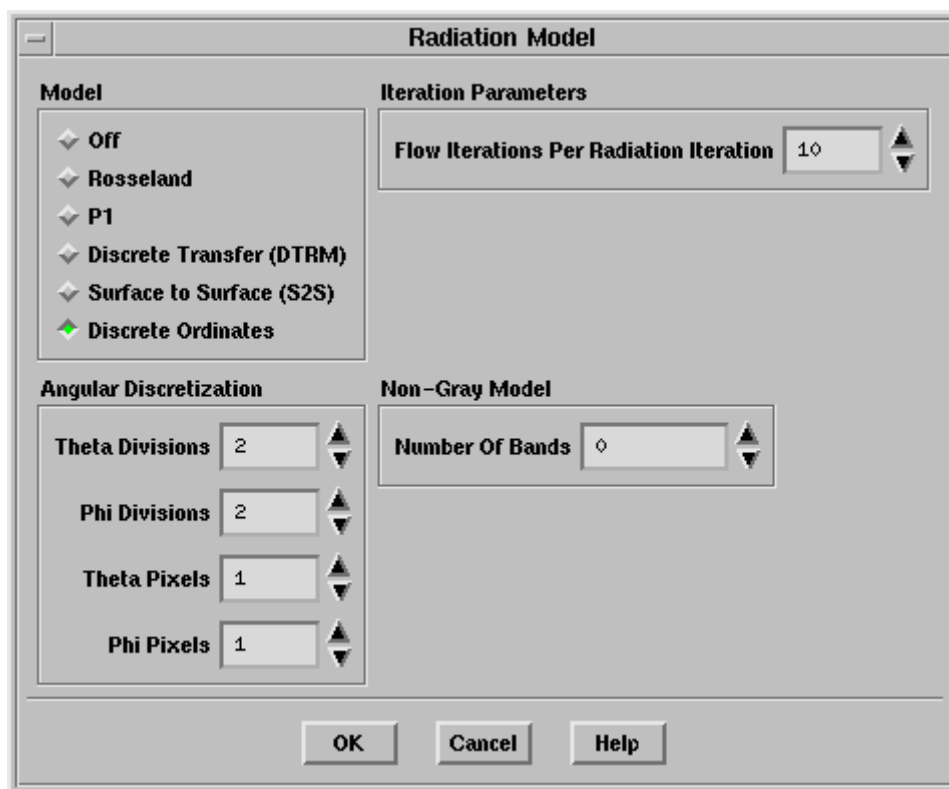 Radiation Model
Model
Off
Rosseland
P1
Discrete Transfer (DTRM)
Surface to Surface (S2S)
Discrete Ordinates
Iteration Parameters
Flow Iterations Per Radiation Iteration 10
Angular Discretization
Theta Divisions 2
Phi Divisions 2
Theta Pixels 1
Phi Pixels 1
Non-Gray Model
Number Of Bands 0
OK Cancel Help